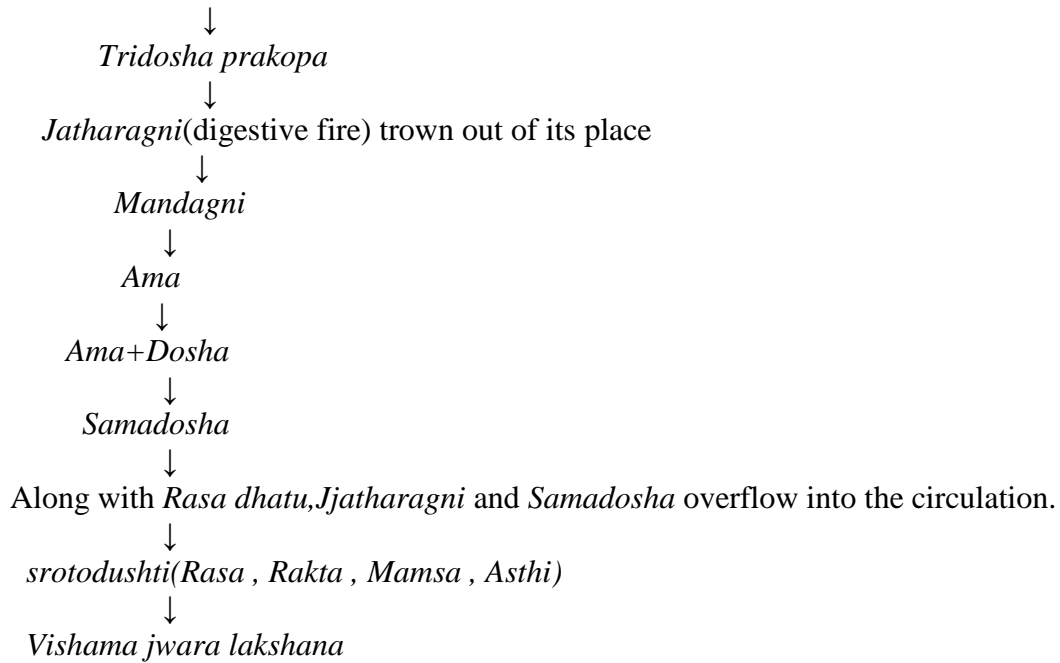 ↓
Tridosha prakopa
↓
Jatharagni(digestive fire) trown out of its place
↓
Mandagni
↓
Ama
↓
Ama+Dosha
↓
Samadosha
↓
Along with Rasa dhatu,Jjatharagni and Samadosha overflow into the circulation.
↓
srotodushti(Rasa , Rakta , Mamsa , Asthi)
↓
Vishama jwara lakshana